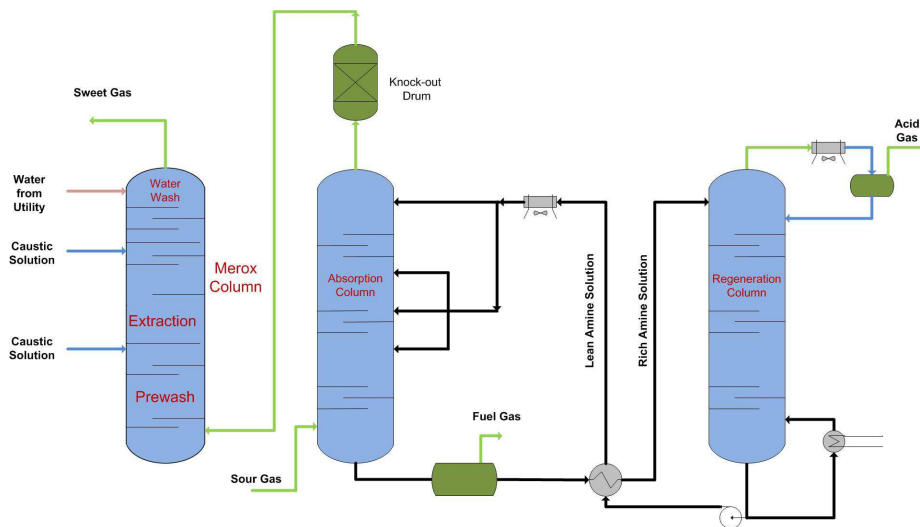 Sweet Gas
Water
from
Utility
Caustic
Solution
Caustic
Solution
Water
Wash
Extraction
Prewash
Merox
Column
Knock-out
Drum
Absorption
Column
Sour Gas
Fuel Gas
Lean Amine Solution
Rich Amine Solution
Regeneration
Column
Acid
Gas